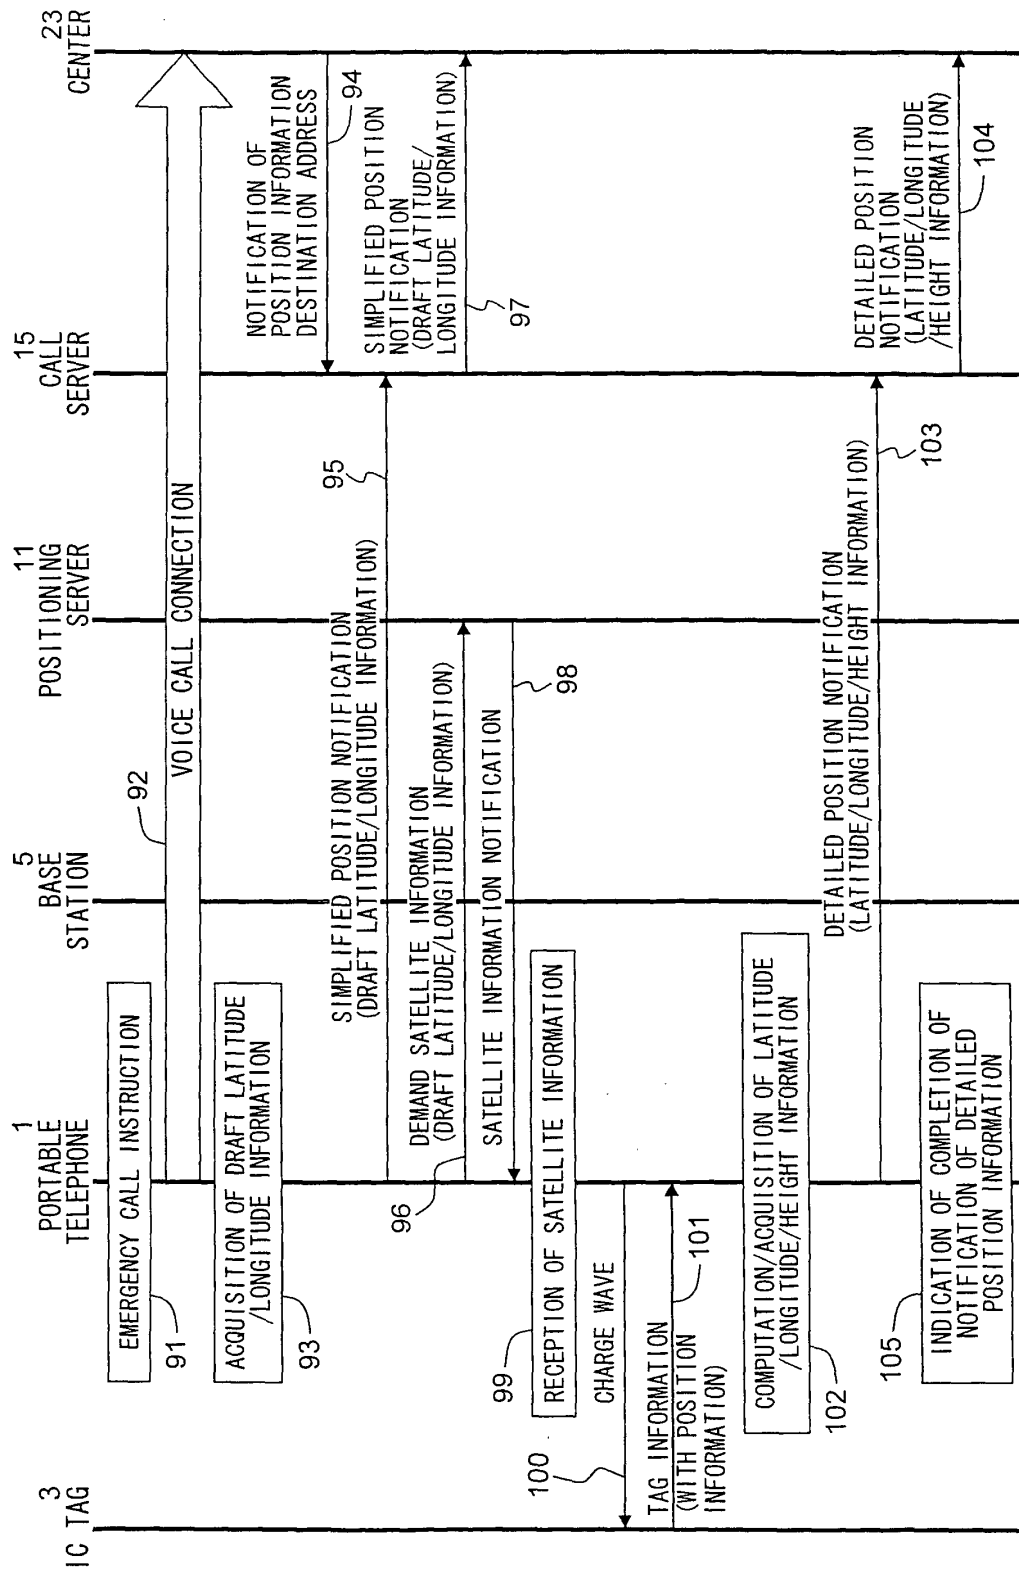 3
IC TAG
1
PORTABLE
TELEPHONE
5
BASE
STATION
11
POSITIONING
SERVER
15
CALL
SERVER
23
CENTER
EMERGENCY CALL INSTRUCTION
91
92
VOICE CALL CONNECTION
ACQUISITION OF DRAFT LATITUDE
/LONGITUDE INFORMATION
93
NOTIFICATION OF
POSITION INFORMATION
DESTINATION ADDRESS
94
SIMPLIFIED POSITION NOTIFICATION
(DRAFT LATITUDE/LONGITUDE INFORMATION)
95
SIMPLIFIED POSITION
NOTIFICATION
(DRAFT LATITUDE/
LONGITUDE INFORMATION)
97
DEMAND SATELLITE INFORMATION
(DRAFT LATITUDE/LONGITUDE INFORMATION)
96
SATELLITE INFORMATION NOTIFICATION
98
99
RECEPTION OF SATELLITE INFORMATION
CHARGE WAVE
100
TAG INFORMATION
(WITH POSITION
INFORMATION)
101
COMPUTATION/ACQUISITION OF LATITUDE
/LONGITUDE/HEIGHT INFORMATION
102
DETAILED POSITION NOTIFICATION
(LATITUDE/LONGITUDE/HEIGHT INFORMATION)
103
DETAILED POSITION
NOTIFICATION
(LATITUDE/LONGITUDE
/HEIGHT INFORMATION)
104
105
INDICATION OF COMPLETION OF
NOTIFICATION OF DETAILED
POSITION INFORMATION